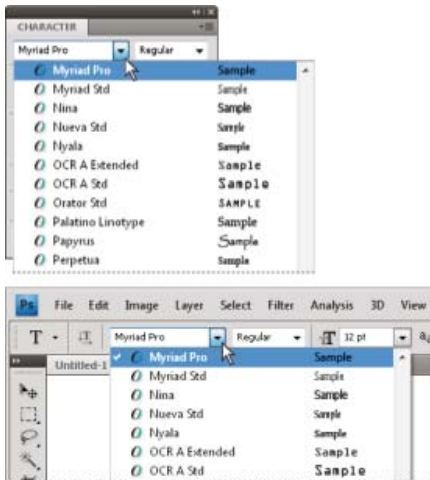 CHARACTER
Myriad Pro Regular
Myriad Pro Sample
Myriad Std Sample
Nina Sample
Nueva Std Sample
Nyala Sample
OCR A Extended Sample
OCR A Std Sample
Orator Std SAMPLE
Palatino Linotype Sample
Papyrus Sample
Perpetua Sample
Ps File Edit Image Layer Select Filter Analysis 3D View
T Myriad Pro Regular 12 pt
Untitled-1 Myriad Pro Sample
Myriad Std Sample
Nina Sample
Nueva Std Sample
Nyala Sample
OCR A Extended Sample
OCR A Std Sample